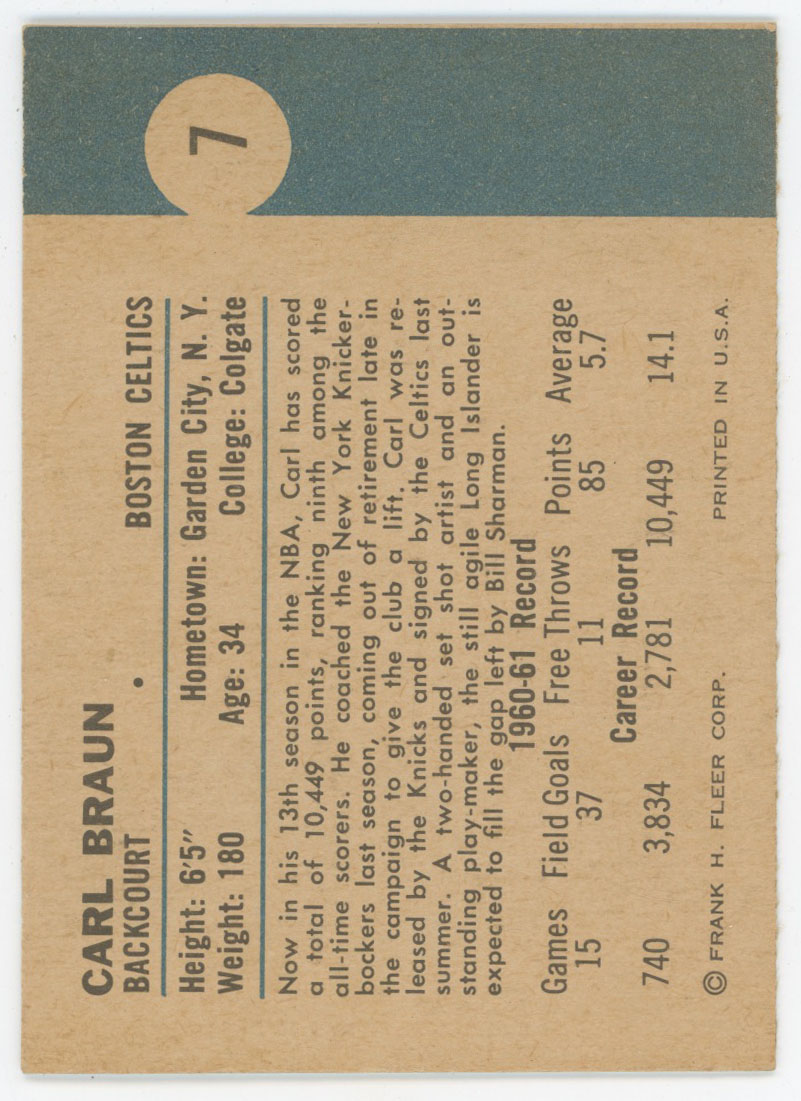 7
CARL BRAUN
BACKCOURT • BOSTON CELTICS
Height: 6'5" Hometown: Garden City, N. Y.
Weight: 180 Age: 34 College: Colgate
Now in his 13th season in the NBA, Carl has scored
a total of 10,449 points, ranking ninth among the
all-time scorers. He coached the New York Knicker-
bockers last season, coming out of retirement late in
the campaign to give the club a lift. Carl was re-
leased by the Knicks and signed by the Celtics last
summer. A two-handed set shot artist and an out-
standing play-maker, the still agile Long Islander is
expected to fill the gap left by Bill Sharman.
1960-61 Record
Games Field Goals Free Throws Points Average
15 37 11 85 5.7
Career Record
740 3,834 2,781 10,449 14.1
© FRANK H. FLEER CORP. PRINTED IN U.S.A.